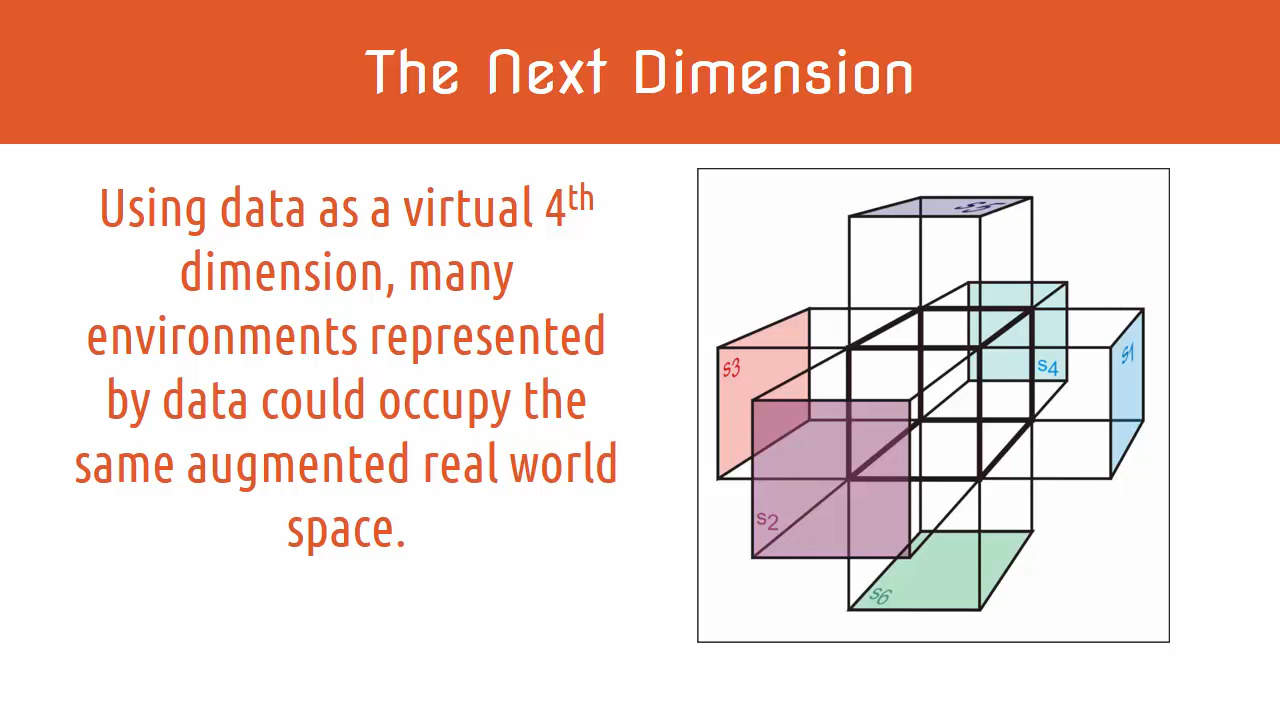 The Next Dimension
Using data as a virtual 4th
dimension, many
environments represented
by data could occupy the
same augmented real world
space.
s5
s3
s4
s1
s2
s6